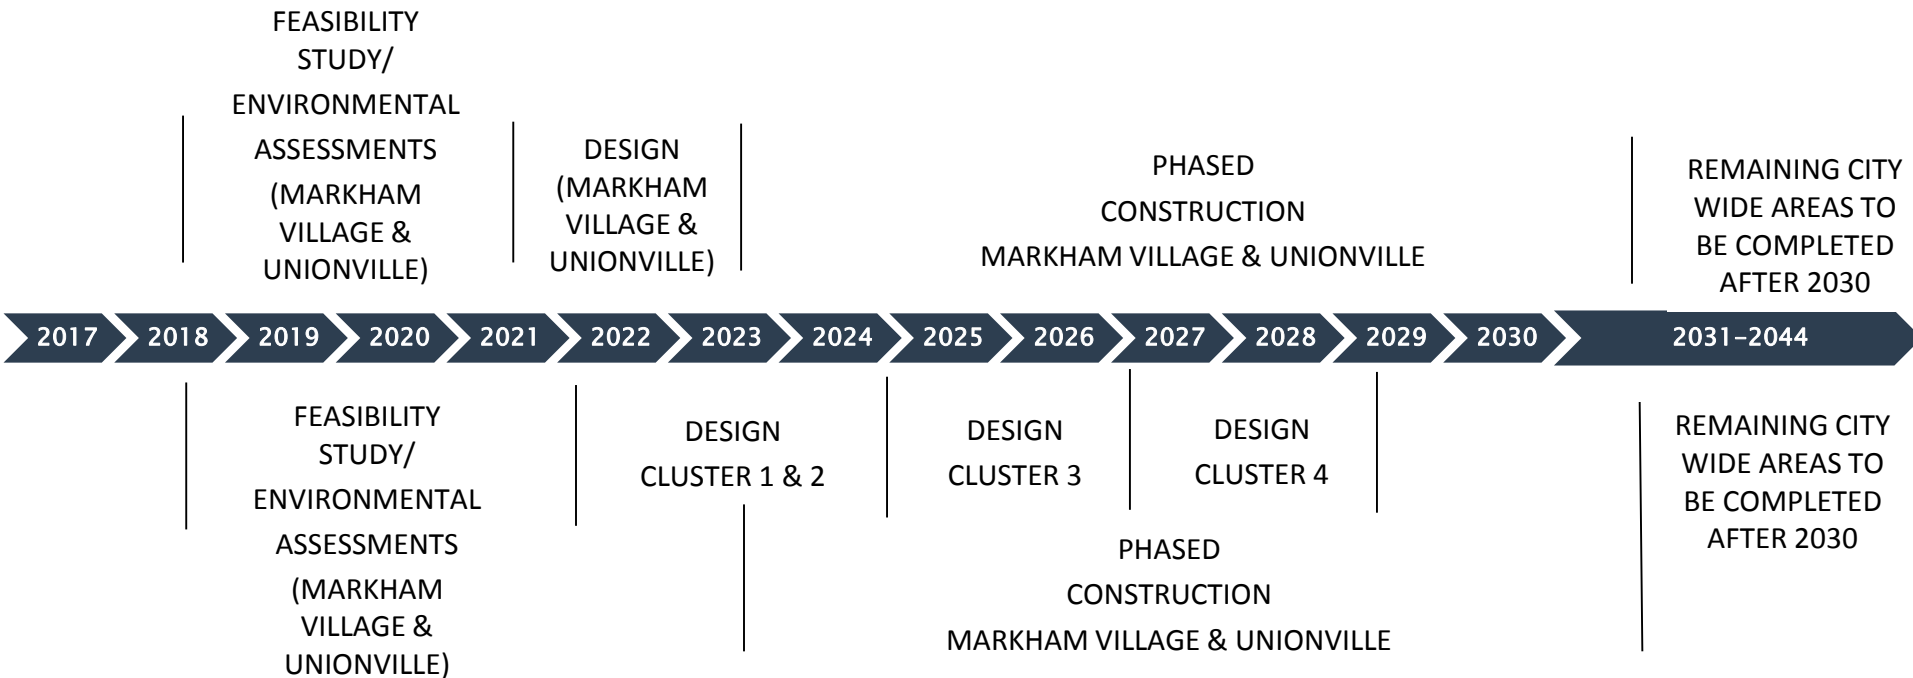 FEASIBILITY
STUDY/
ENVIRONMENTAL
ASSESSMENTS
(MARKHAM
VILLAGE &
UNIONVILLE)
DESIGN
(MARKHAM
VILLAGE &
UNIONVILLE)
PHASED
CONSTRUCTION
MARKHAM VILLAGE & UNIONVILLE
REMAINING CITY
WIDE AREAS TO
BE COMPLETED
AFTER 2030
2017 2018 2019 2020 2021 2022 2023 2024 2025 2026 2027 2028 2029 2030 2031–2044
FEASIBILITY
STUDY/
ENVIRONMENTAL
ASSESSMENTS
(MARKHAM
VILLAGE &
UNIONVILLE)
DESIGN
CLUSTER 1 & 2
DESIGN
CLUSTER 3
DESIGN
CLUSTER 4
PHASED
CONSTRUCTION
MARKHAM VILLAGE & UNIONVILLE
REMAINING CITY
WIDE AREAS TO
BE COMPLETED
AFTER 2030